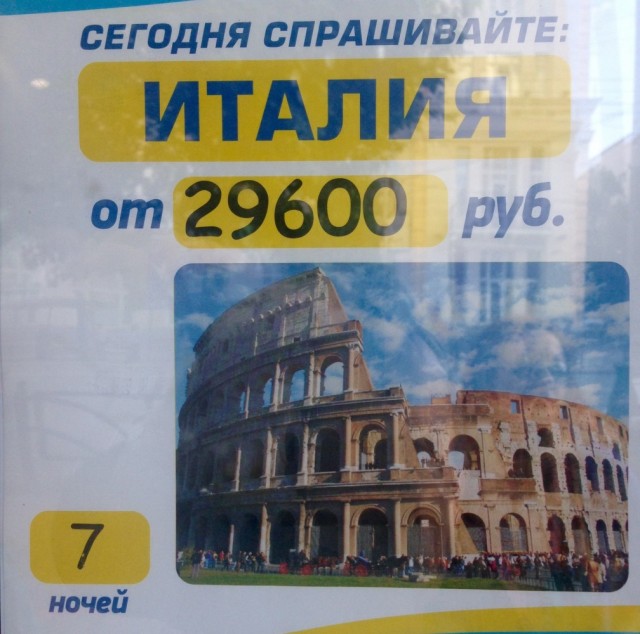 СЕГОДНЯ СПРАШИВАЙТЕ:
ИТАЛИЯ
от 29600 руб.
7
ночей